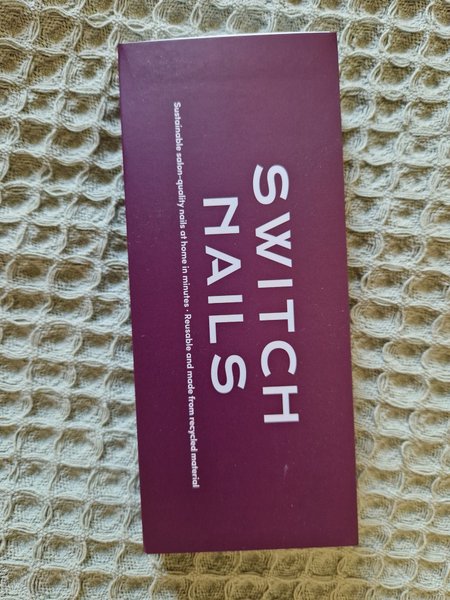 SWITCH
NAILS
Sustainable salon-quality nails at home in minutes · Reusable and made from recycled material